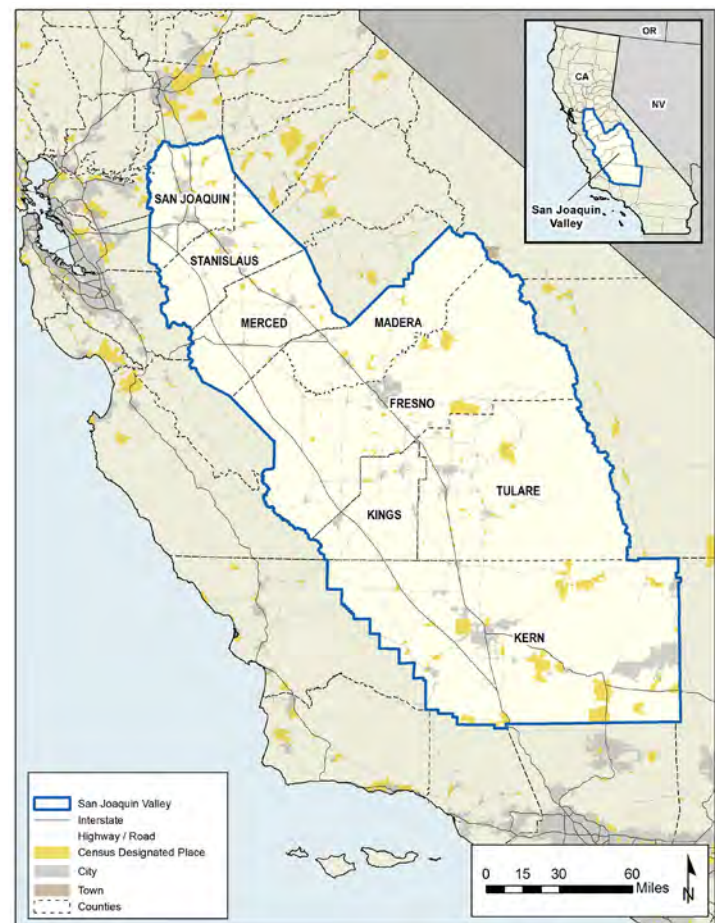 OR
CA
NV
San Joaquin
Valley
SAN JOAQUIN
STANISLAUS
MERCED
MADERA
FRESNO
TULARE
KINGS
KERN
San Joaquin Valley
Interstate
Highway / Road
Census Designated Place
City
Town
Counties
0 15 30 60
Miles
N